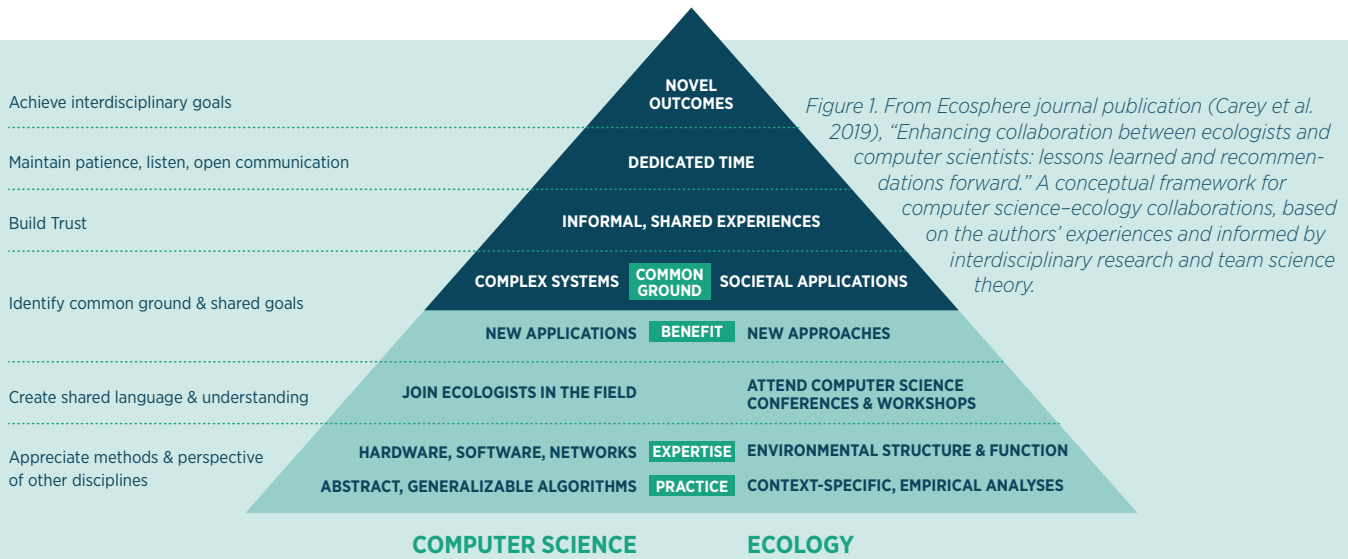 NOVEL
OUTCOMES
Achieve interdisciplinary goals
Figure 1. From Ecosphere journal publication (Carey et al.
2019), “Enhancing collaboration between ecologists and
computer scientists: lessons learned and recommen-
dations forward.” A conceptual framework for
computer science–ecology collaborations, based
on the authors’ experiences and informed by
interdisciplinary research and team science
theory.
Maintain patience, listen, open communication
DEDICATED TIME
Build Trust
INFORMAL, SHARED EXPERIENCES
Identify common ground & shared goals
COMPLEX SYSTEMS COMMON GROUND SOCIETAL APPLICATIONS
NEW APPLICATIONS BENEFIT NEW APPROACHES
Create shared language & understanding
JOIN ECOLOGISTS IN THE FIELD
ATTEND COMPUTER SCIENCE
CONFERENCES & WORKSHOPS
Appreciate methods & perspective
of other disciplines
HARDWARE, SOFTWARE, NETWORKS EXPERTISE ENVIRONMENTAL STRUCTURE & FUNCTION
ABSTRACT, GENERALIZABLE ALGORITHMS PRACTICE CONTEXT-SPECIFIC, EMPIRICAL ANALYSES
COMPUTER SCIENCE ECOLOGY